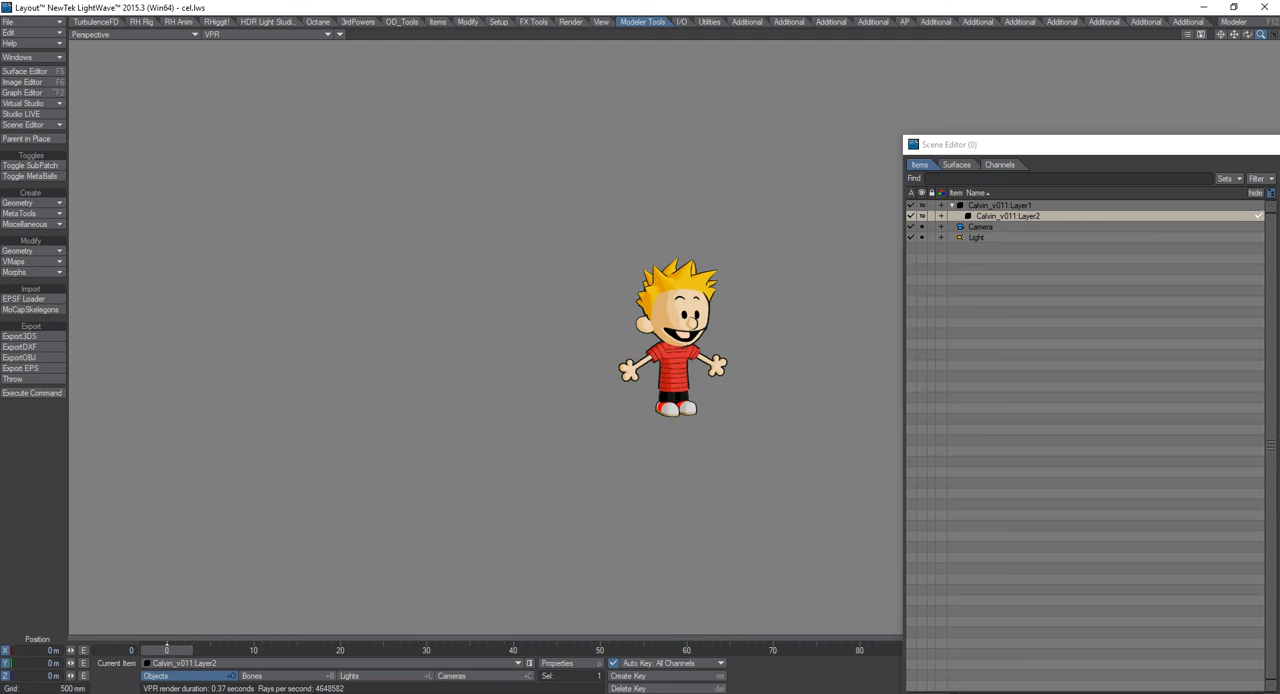 Layout™ NewTek LightWave™ 2015.3 (Win64) - cel.lws
File TurbulenceFD RH Rig RH Anim RHiggit! HDR Light Studi... Octane 3rdPowers OD_Tools Items Modify Setup FX Tools Render View Modeler Tools I/O Utilities Additional Additional Additional Additional AP Additional Additional Additional Additional Additional Additional Additional Modeler F12
Edit
Perspective VPR
Help
Windows
Surface Editor F5
Image Editor F6
Graph Editor ^F2
Virtual Studio
Studio LIVE
Scene Editor
Parent in Place
Toggles
Toggle SubPatch
Toggle MetaBalls
Create
Geometry
MetaTools
Miscellaneous
Modify
Geometry
VMaps
Morphs
Import
EPSF Loader
MoCapSkelegons
Export
Export3DS
ExportDXF
ExportOBJ
Export EPS
Throw
Execute Command
Scene Editor (0)
Items Surfaces Channels
Find Sets Filter
A Item Name hide
Calvin_v011:Layer1
Calvin_v011:Layer2
Camera
Light
Position
X 0 m E 0 0 10 20 30 40 50 60 70 80
Y 0 m E Current Item Calvin_v011:Layer2 Properties p Auto Key: All Channels
Z 0 m E Objects +O Bones +B Lights +L Cameras +C Sel: 1 Create Key ret
Grid: 500 mm VPR render duration: 0.37 seconds Rays per second: 4648582 Delete Key del